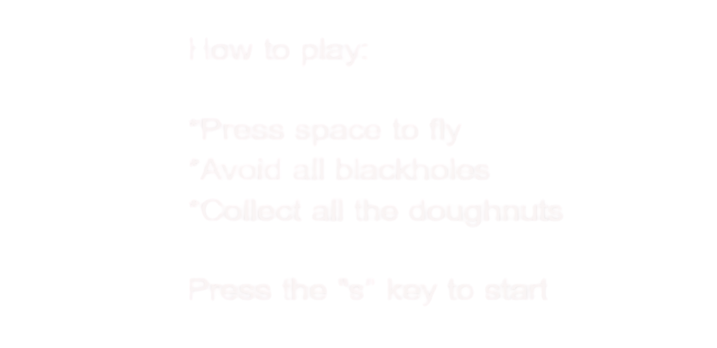 How to play:
*Press space to fly
*Avoid all blackholes
*Collect all the doughnuts
Press the "s" key to start